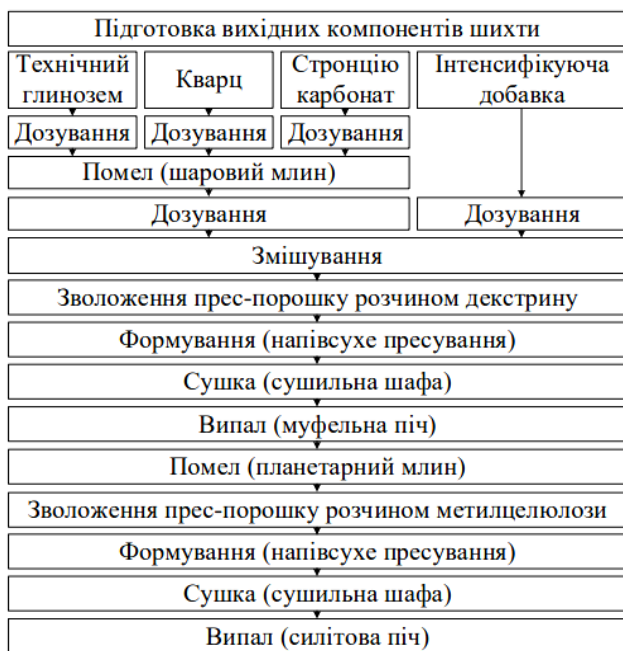 Підготовка вихідних компонентів шихти
Технічний
глинозем
Кварц
Стронцію
карбонат
Інтенсифікуюча
добавка
Дозування
Дозування
Дозування
Помел (шаровий млин)
Дозування
Дозування
Змішування
Зволоження прес-порошку розчином декстрину
Формування (напівсухе пресування)
Сушка (сушильна шафа)
Випал (муфельна піч)
Помел (планетарний млин)
Зволоження прес-порошку розчином метилцелюлози
Формування (напівсухе пресування)
Сушка (сушильна шафа)
Випал (силітова піч)